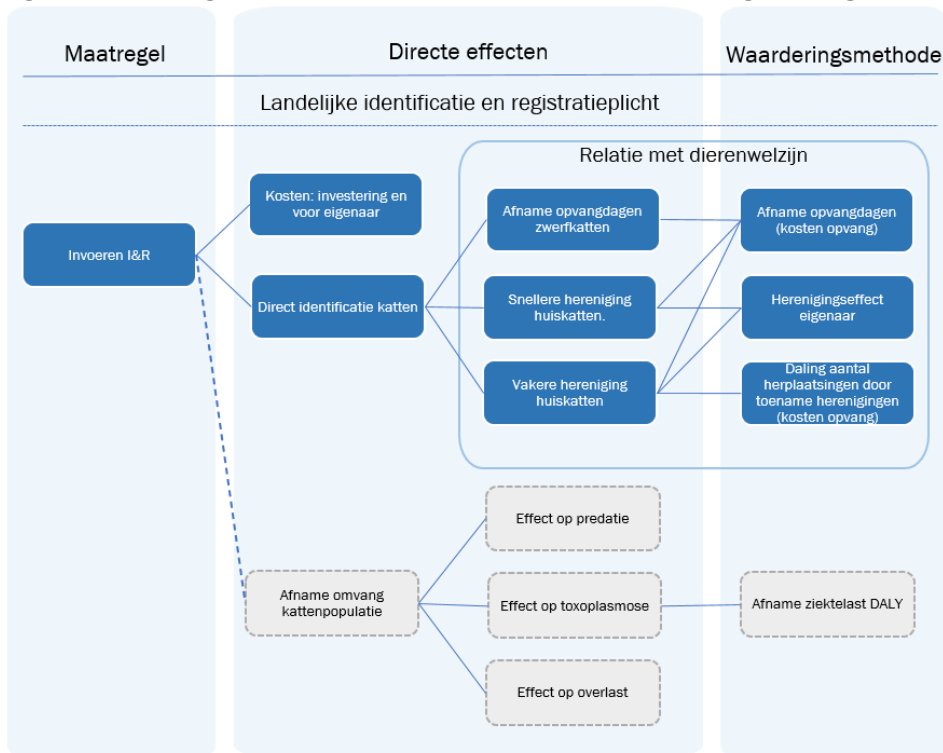 Maatregel
Directe effecten
Waarderingsmethode
Landelijke identificatie en registratieplicht
Relatie met dierenwelzijn
Kosten: investering en
voor eigenaar
Afname opvangdagen
zwerfkatten
Afname opvangdagen
(kosten opvang)
Invoeren I&R
Direct identificatie katten
Snellere hereniging
huiskatten.
Herenigingseffect
eigenaar
Vakere hereniging
huiskatten
Daling aantal
herplaatsingen door
toename herenigingen
(kosten opvang)
Effect op predatie
Afname omvang
kattenpopulatie
Effect op toxoplasmose
Afname ziektelast DALY
Effect op overlast